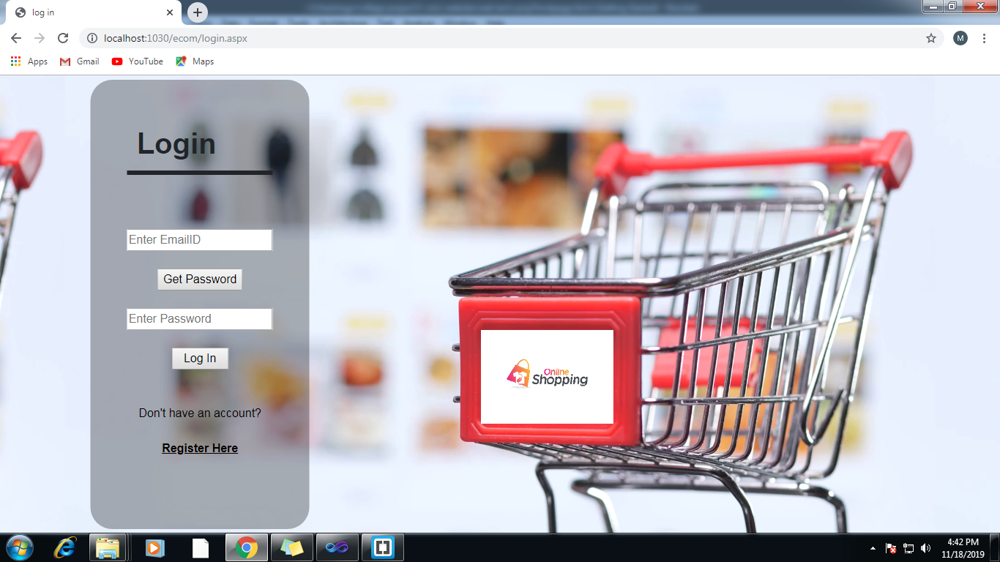 log in
localhost:1030/ecom/login.aspx
M
Apps
Gmail
YouTube
Maps
Login
Enter EmailID
Get Password
Enter Password
Log In
Don't have an account?
Register Here
Online
Shopping
4:42 PM
11/18/2019